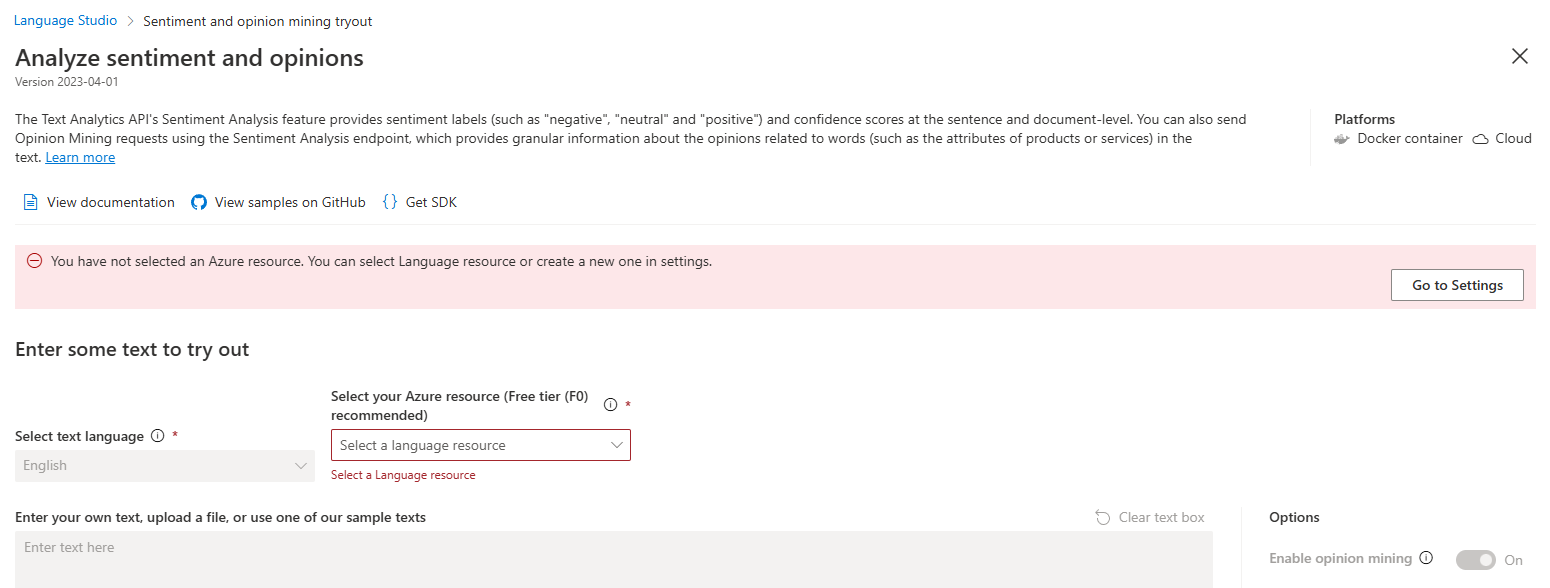 Language Studio > Sentiment and opinion mining tryout
Analyze sentiment and opinions
Version 2023-04-01
The Text Analytics API's Sentiment Analysis feature provides sentiment labels (such as "negative", "neutral" and "positive") and confidence scores at the sentence and document-level. You can also send
Opinion Mining requests using the Sentiment Analysis endpoint, which provides granular information about the opinions related to words (such as the attributes of products or services) in the
text. Learn more
Platforms
Docker container Cloud
View documentation View samples on GitHub {} Get SDK
You have not selected an Azure resource. You can select Language resource or create a new one in settings.
Go to Settings
Enter some text to try out
Select text language *
English
Select your Azure resource (Free tier (F0)
recommended) *
Select a language resource
Select a Language resource
Enter your own text, upload a file, or use one of our sample texts
Clear text box
Enter text here
Options
Enable opinion mining On